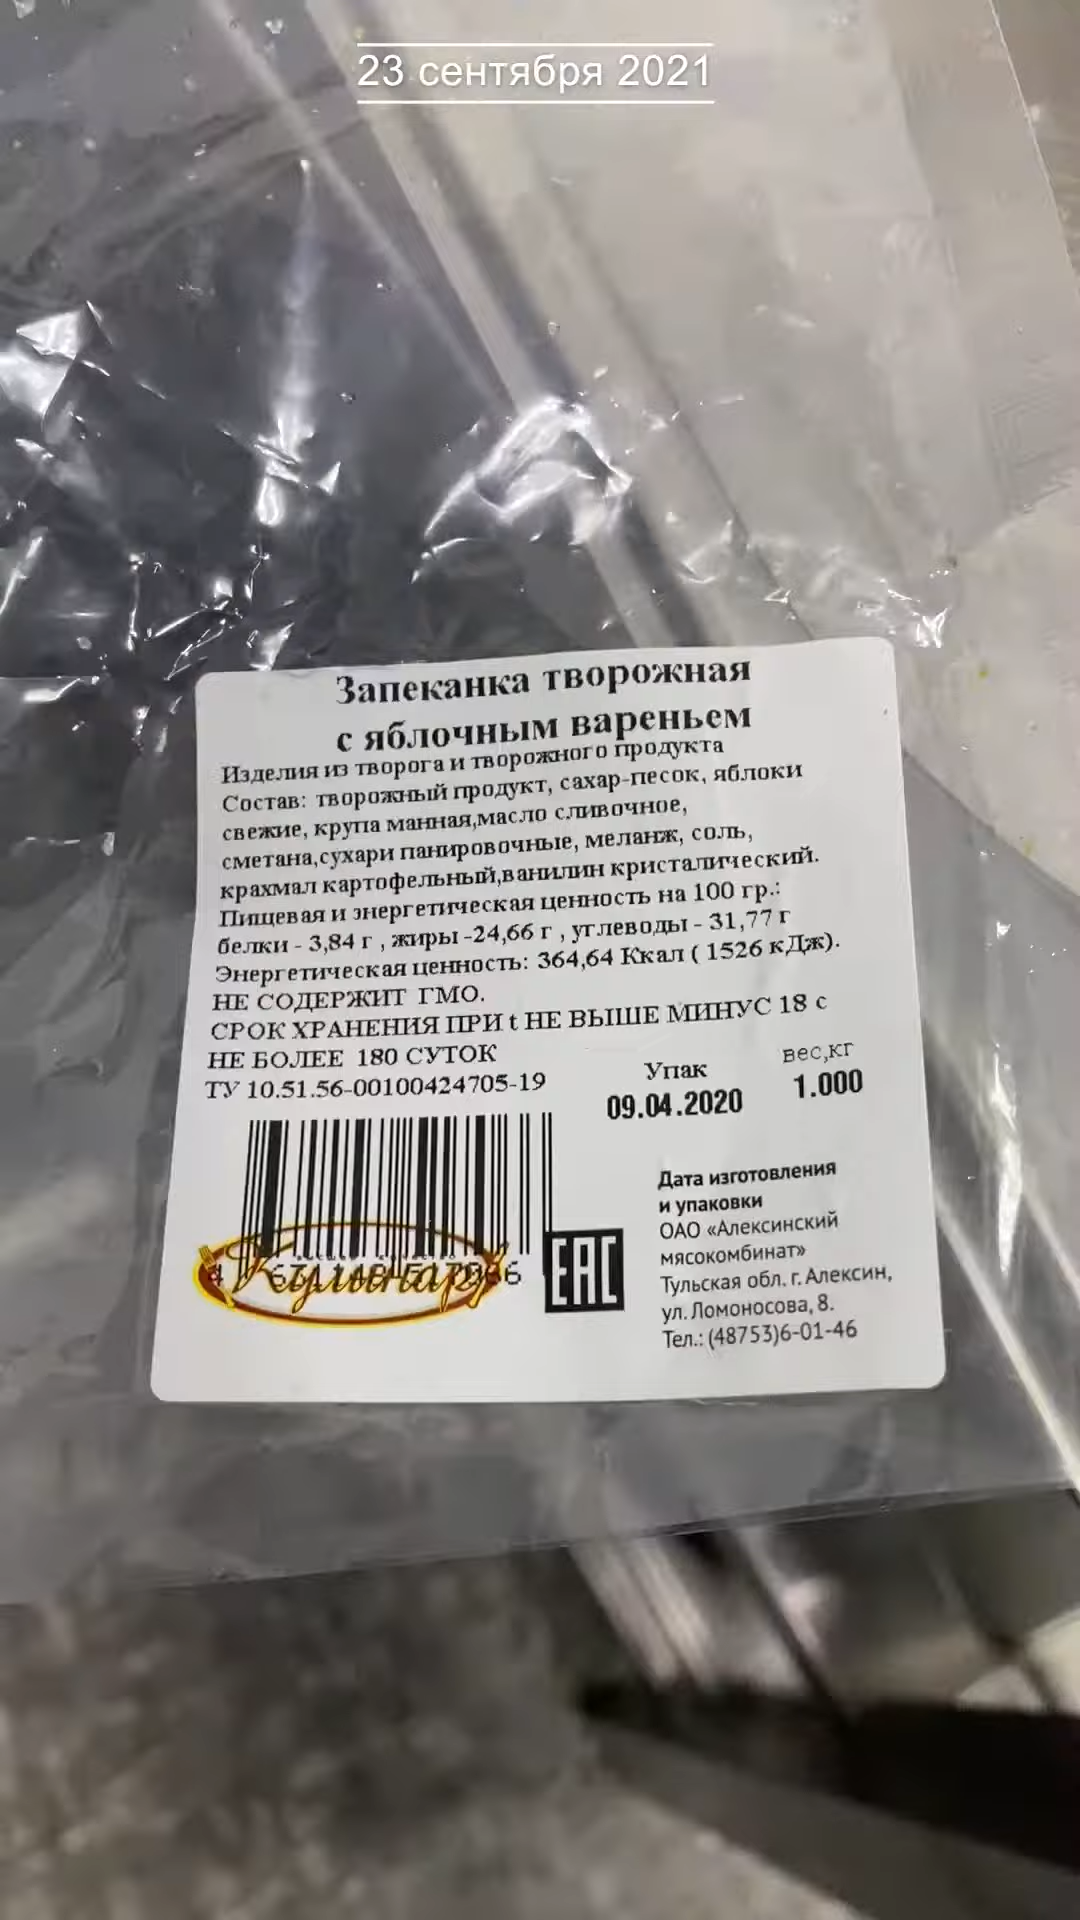 23 сентября 2021
Запеканка творожная
с яблочным вареньем
Изделия из творога и творожного продукта
Состав: творожный продукт, сахар-песок, яблоки
свежие, крупа манная,масло сливочное,
сметана,сухари панировочные, меланж, соль,
крахмал картофельный,ванилин кристалический.
Пищевая и энергетическая ценность на 100 гр.:
белки - 3,84 г , жиры -24,66 г , углеводы - 31,77 г
Энергетическая ценность: 364,64 Ккал ( 1526 кДж).
НЕ СОДЕРЖИТ ГМО.
СРОК ХРАНЕНИЯ ПРИ t НЕ ВЫШЕ МИНУС 18 с
НЕ БОЛЕЕ 180 СУТОК
ТУ 10.51.56-00100424705-19
Упак
09.04.2020
вес,кг
1.000
Дата изготовления
и упаковки
ОАО «Алексинский
мясокомбинат»
Тульская обл. г. Алексин,
ул. Ломоносова, 8.
Тел.: (48753)6-01-46
Кулинар
EAC